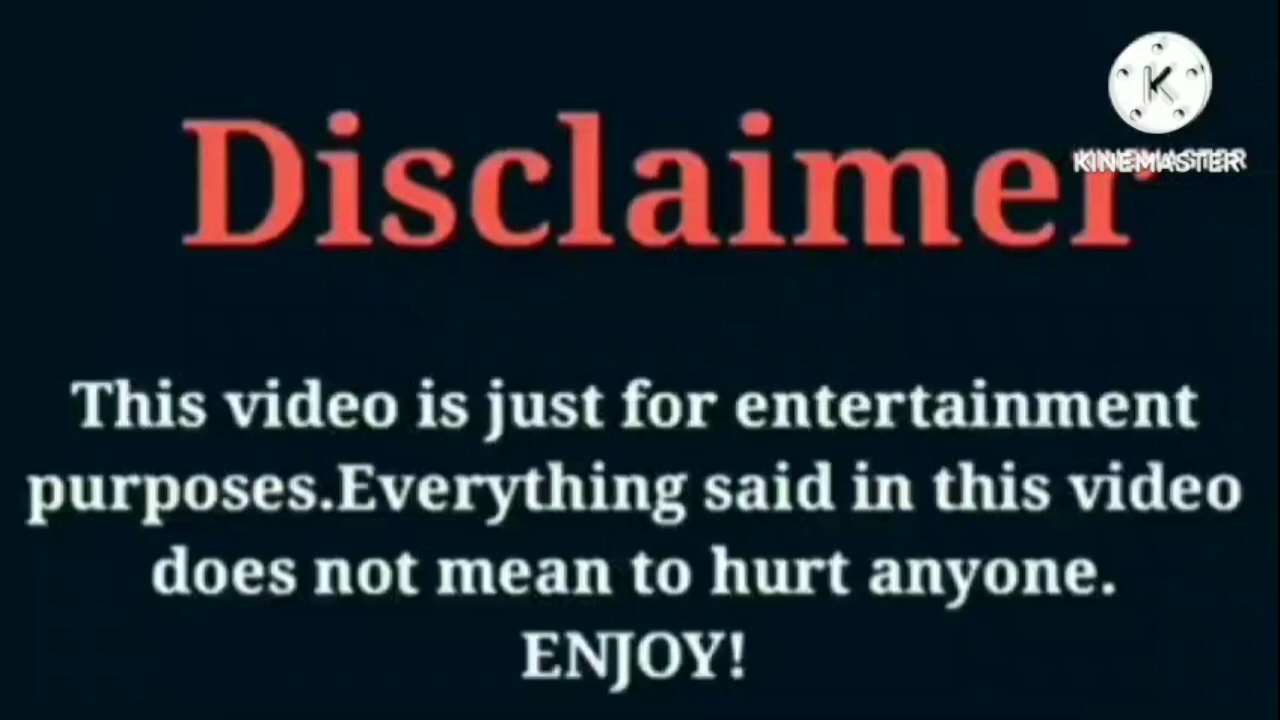 K
KINEMASTER
Disclaimer
This video is just for entertainment
purposes.Everything said in this video
does not mean to hurt anyone.
ENJOY!